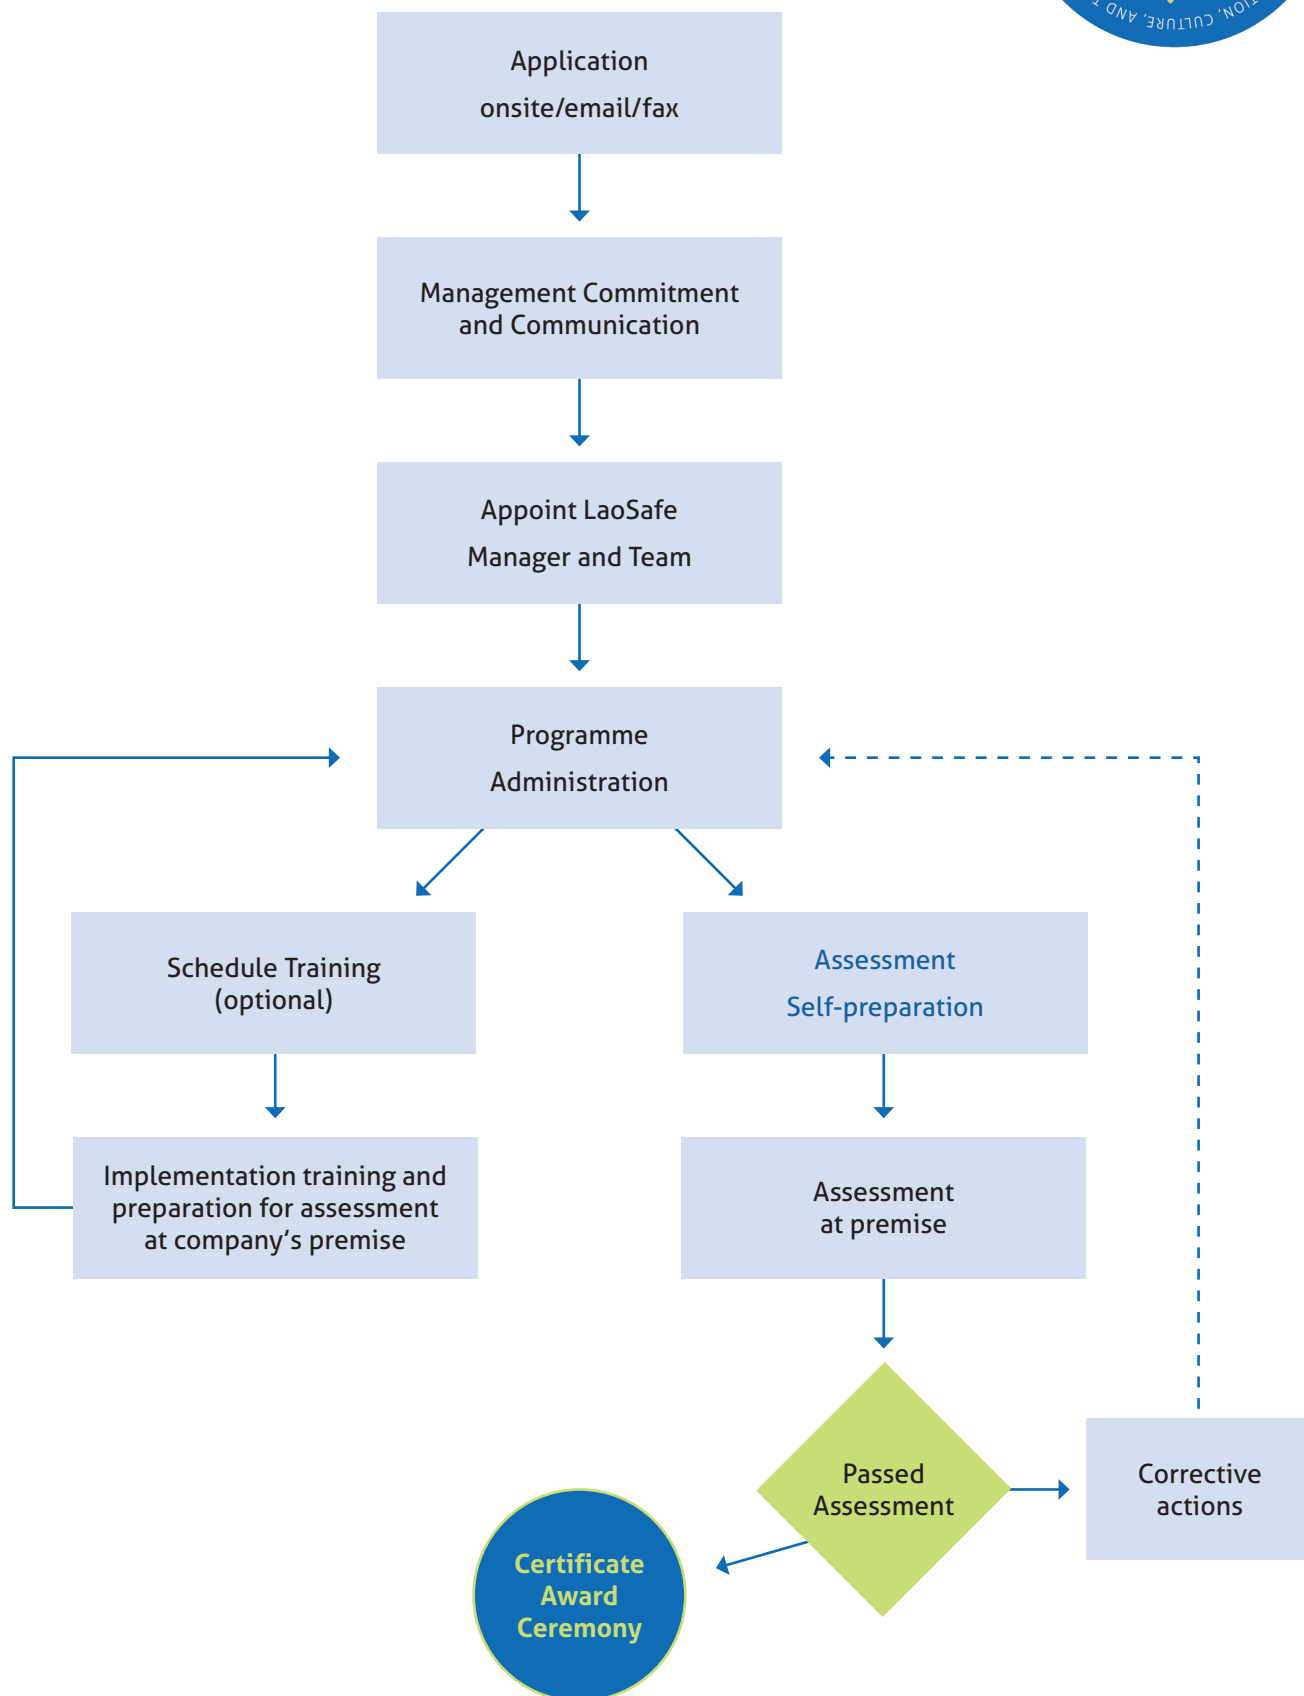 CULTURE, AND
Application
onsite/email/fax
Management Commitment
and Communication
Appoint LaoSafe
Manager and Team
Programme
Administration
Schedule Training
(optional)
Assessment
Self-preparation
Implementation training and
preparation for assessment
at company’s premise
Assessment
at premise
Passed
Assessment
Corrective
actions
Certificate
Award
Ceremony